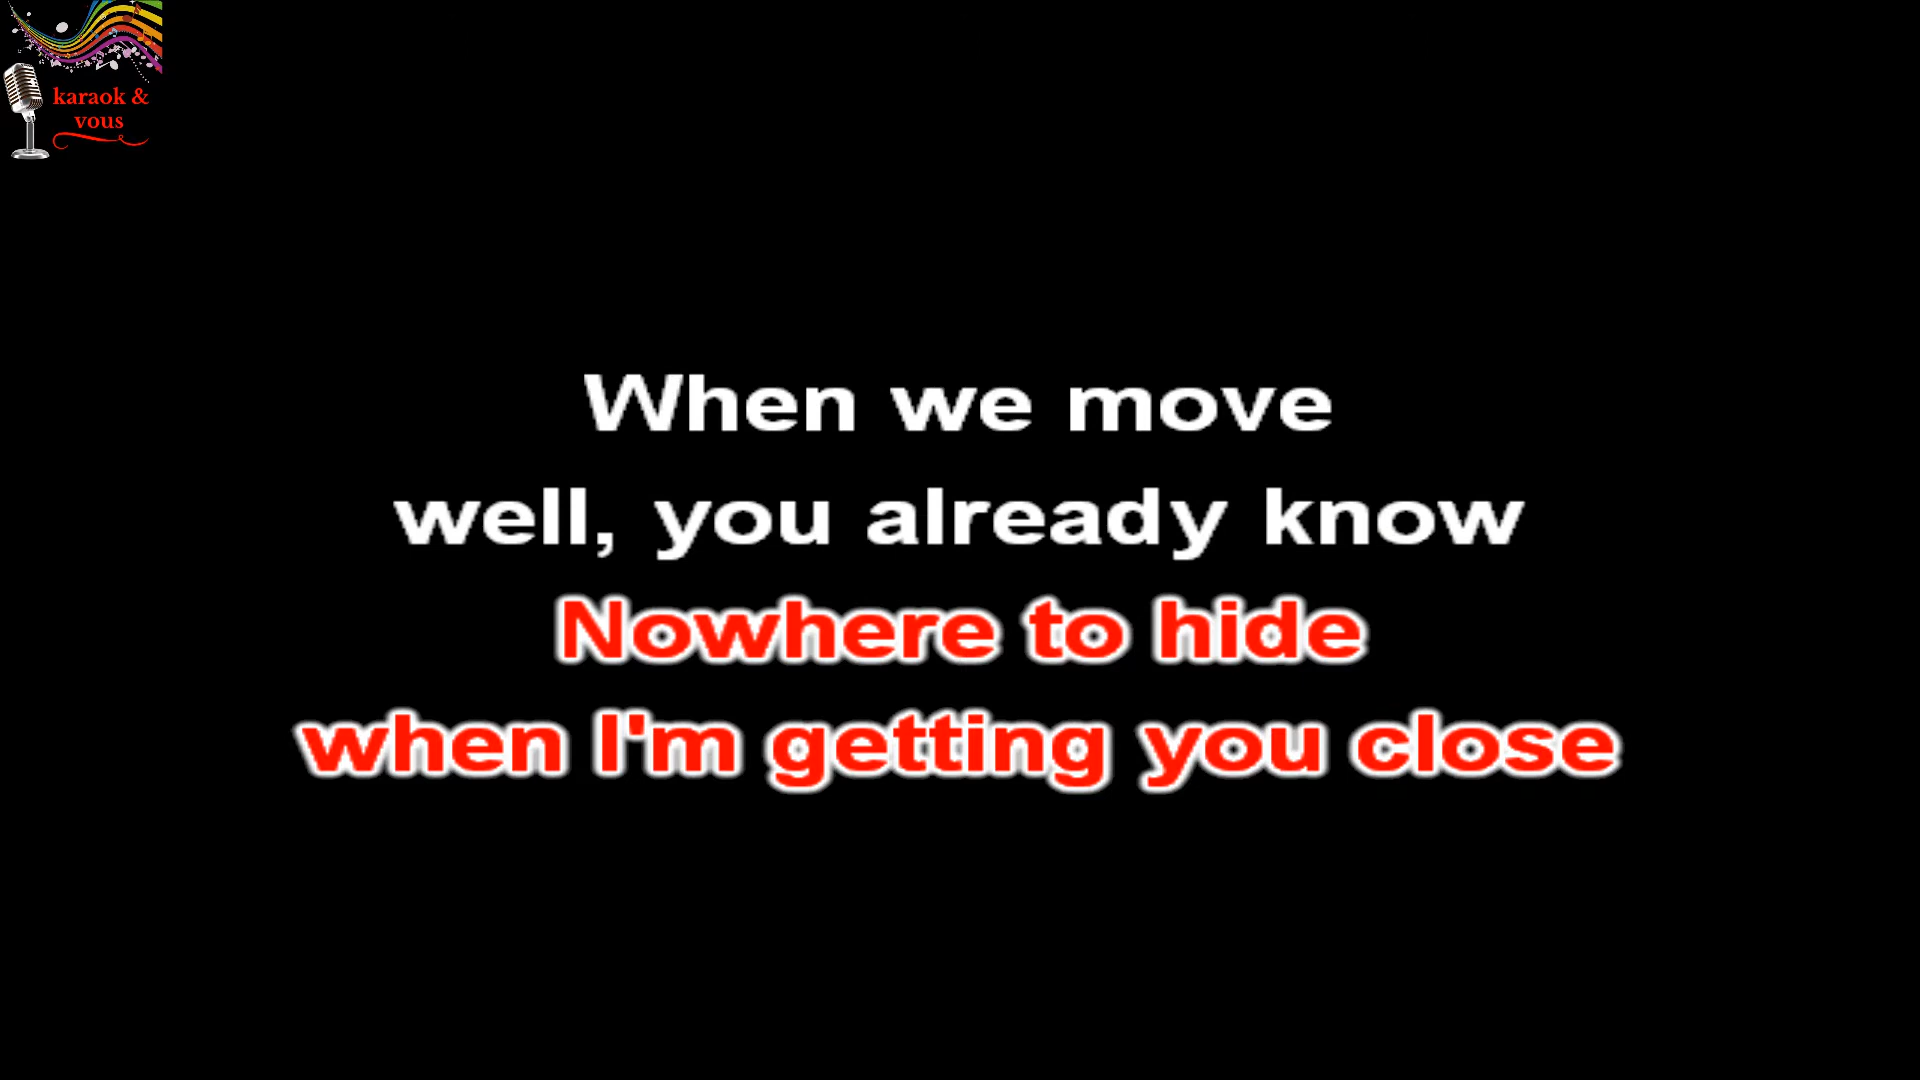 karaok &
vous
When we move
well, you already know
Nowhere to hide
when I'm getting you close